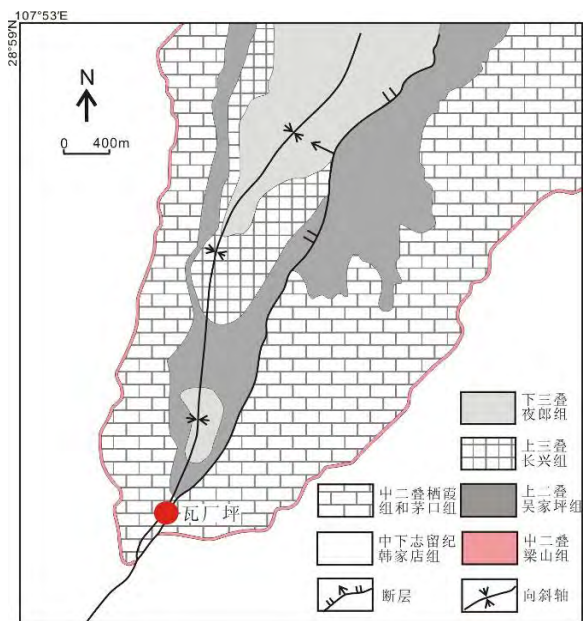 107°53′E
28°59′N
N
0 400m
下三叠
夜郎组
上三叠
长兴组
中二叠栖霞
组和茅口组
上二叠
吴家坪组
瓦厂坪
中下志留纪
韩家店组
中二叠
梁山组
断层
向斜轴